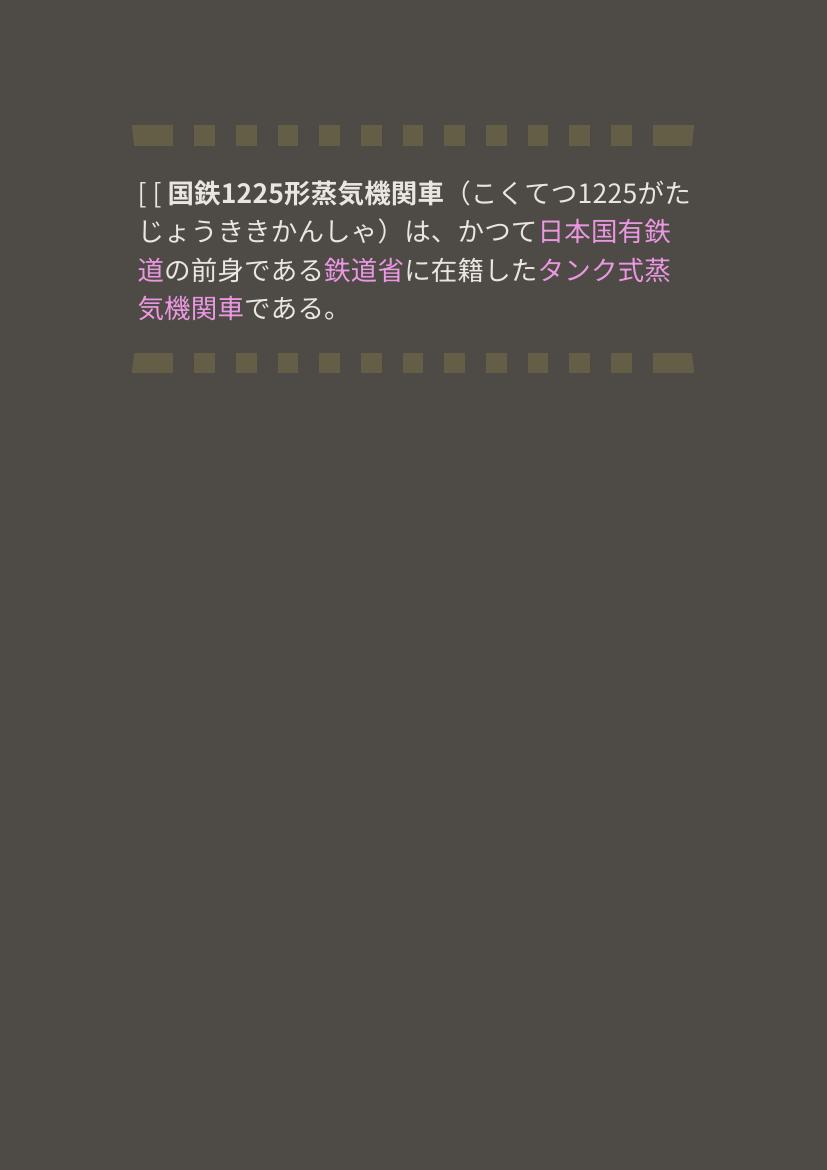 [ [ 国鉄1225形蒸気機関車（こくてつ1225がた
じょうききかんしゃ）は、かつて日本国有鉄
道の前身である鉄道省に在籍したタンク式蒸
気機関車である。